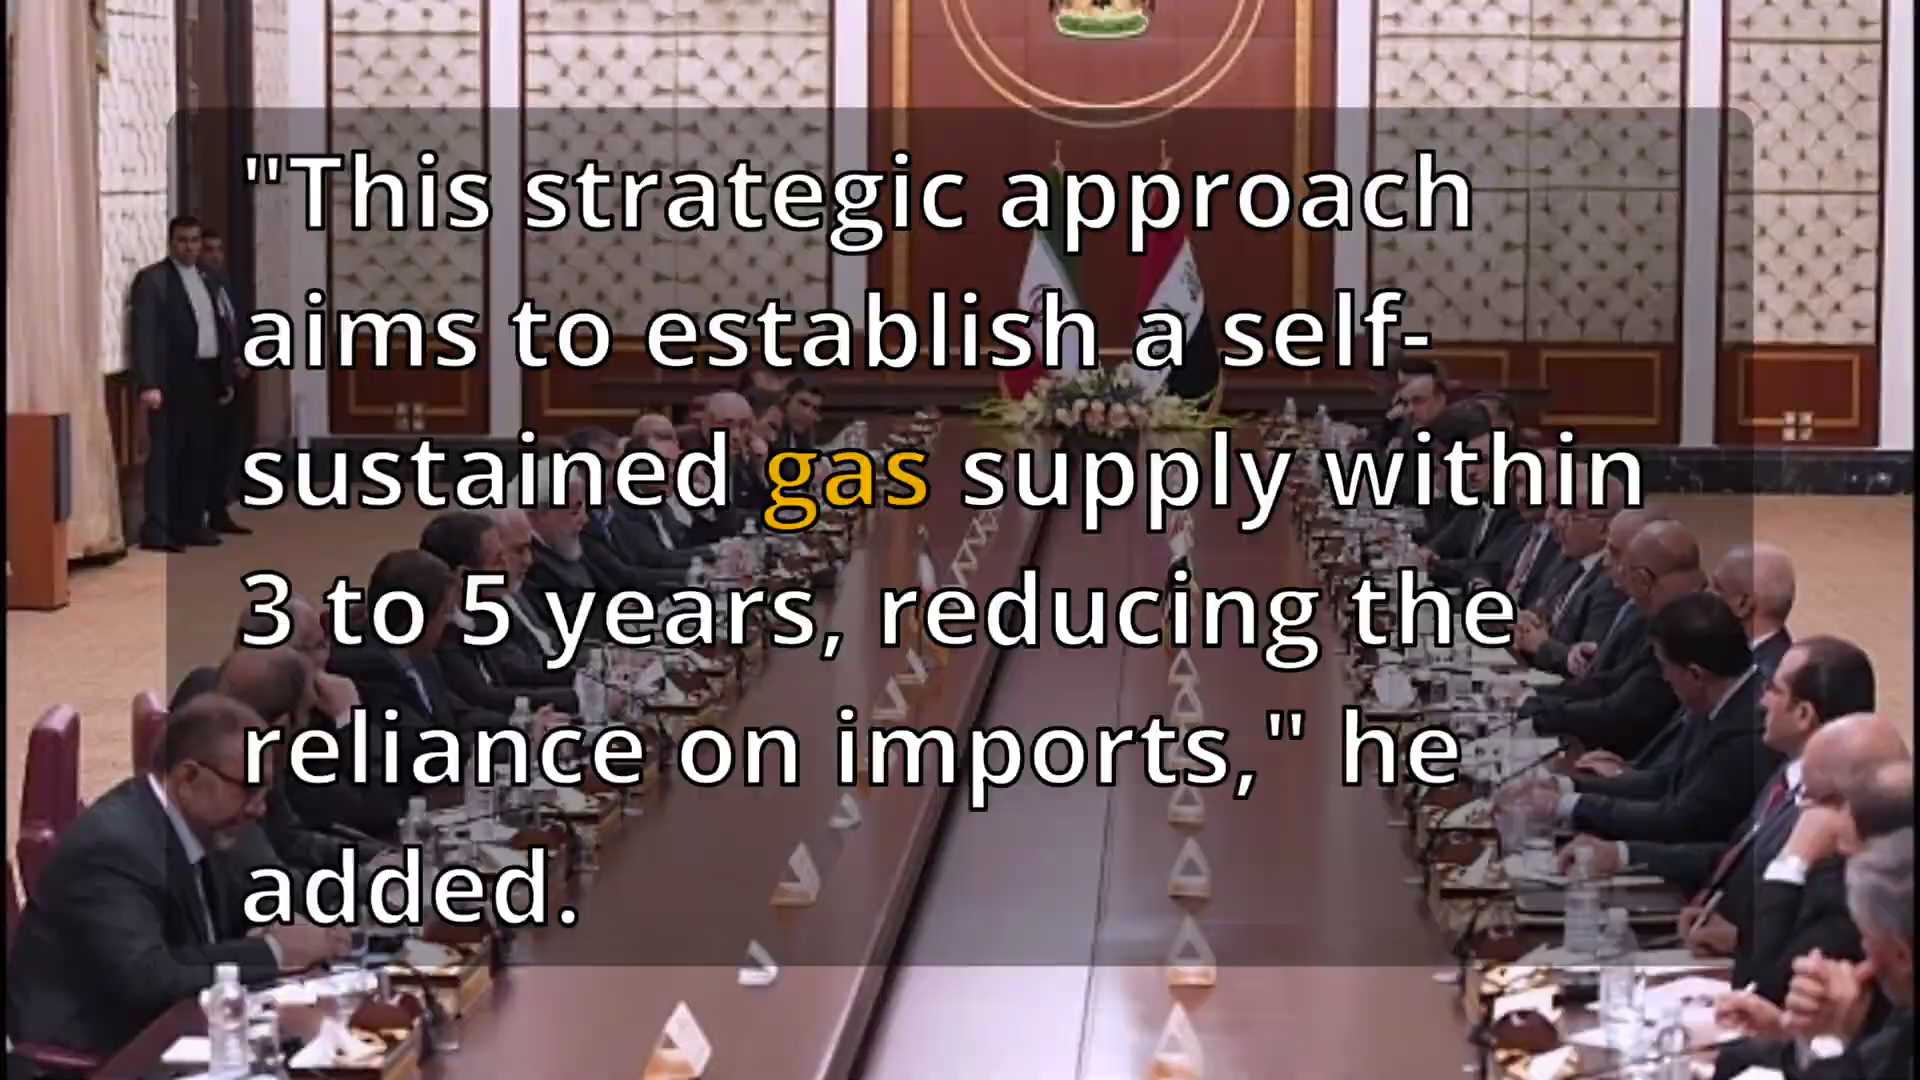 "This strategic approach
aims to establish a self-
sustained gas supply within
3 to 5 years, reducing the
reliance on imports," he
added.